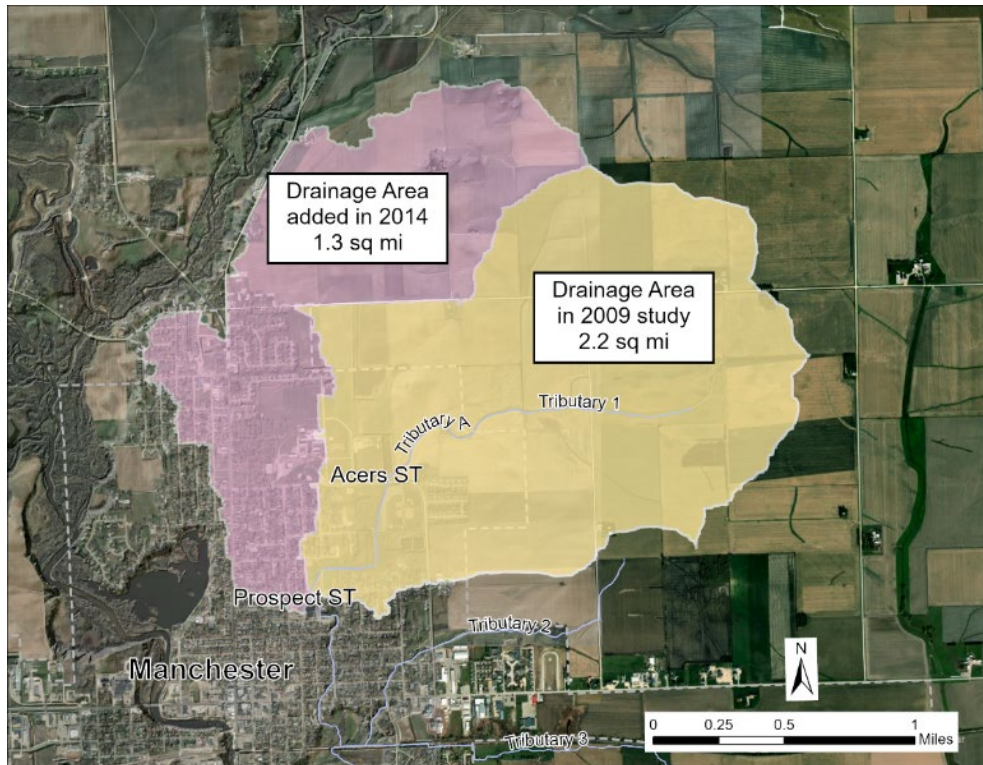 Drainage Area
added in 2014
1.3 sq mi
Drainage Area
in 2009 study
2.2 sq mi
Tributary 1
Tributary A
Acers ST
Prospect ST
Tributary 2
Manchester
N
0 0.25 0.5 1
Miles
Tributary 3